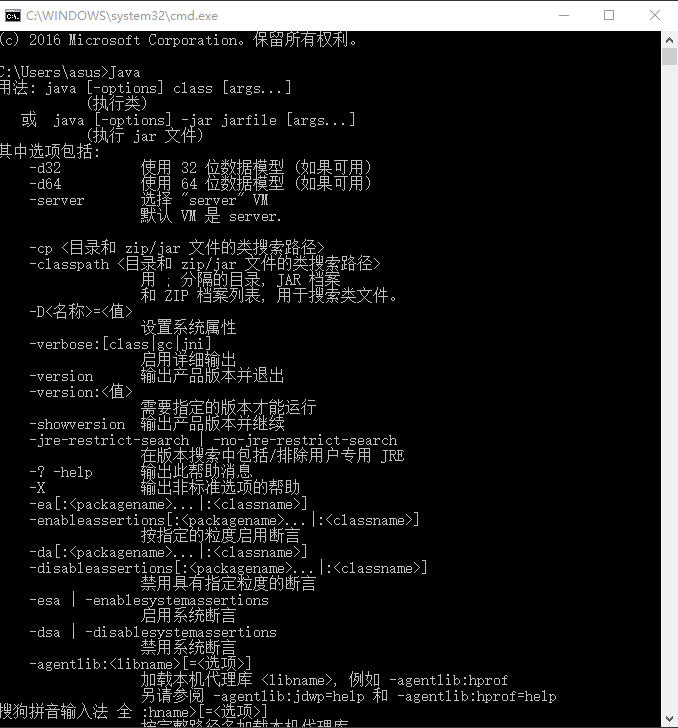 C:\WINDOWS\system32\cmd.exe
(c) 2016 Microsoft Corporation。保留所有权利。
C:\Users\asus>Java
用法: java [-options] class [args...]
(执行类)
或 java [-options] -jar jarfile [args...]
(执行 jar 文件)
其中选项包括:
-d32 使用 32 位数据模型 (如果可用)
-d64 使用 64 位数据模型 (如果可用)
-server 选择 "server" VM
默认 VM 是 server.
-cp <目录和 zip/jar 文件的类搜索路径>
-classpath <目录和 zip/jar 文件的类搜索路径>
用 ; 分隔的目录, JAR 档案
和 ZIP 档案列表, 用于搜索类文件。
-D<名称>=<值>
设置系统属性
-verbose:[class|gc|jni]
启用详细输出
-version 输出产品版本并退出
-version:<值>
需要指定的版本才能运行
-showversion 输出产品版本并继续
-jre-restrict-search | -no-jre-restrict-search
在版本搜索中包括/排除用户专用 JRE
-? -help 输出此帮助消息
-X 输出非标准选项的帮助
-ea[:<packagename>...|:<classname>]
-enableassertions[:<packagename>...|:<classname>]
按指定的粒度启用断言
-da[:<packagename>...|:<classname>]
-disableassertions[:<packagename>...|:<classname>]
禁用具有指定粒度的断言
-esa | -enablesystemassertions
启用系统断言
-dsa | -disablesystemassertions
禁用系统断言
-agentlib:<libname>[=<选项>]
加载本机代理库 <libname>, 例如 -agentlib:hprof
另请参阅 -agentlib:jdwp=help 和 -agentlib:hprof=help
搜狗拼音输入法 全 :hname>[=<选项>]
按完整路径名加载本机代理库